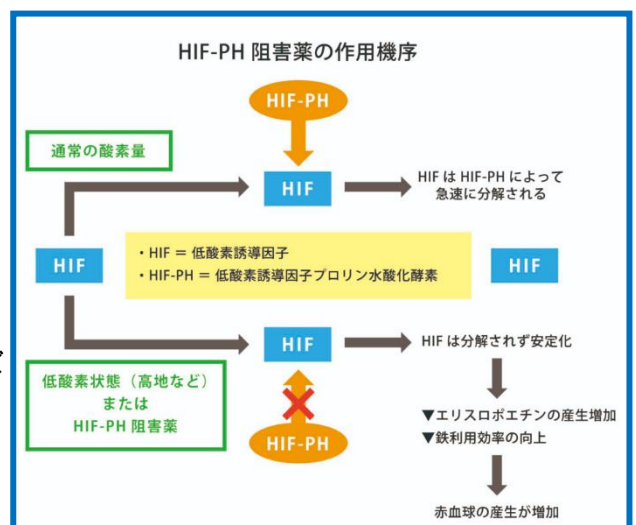 HIF-PH 阻害薬の作用機序
HIF-PH
通常の酸素量
HIF
HIF は HIF-PH によって
急速に分解される
HIF
・HIF = 低酸素誘導因子
・HIF-PH = 低酸素誘導因子プロリン水酸化酵素
HIF
HIF
HIF は分解されず安定化
低酸素状態（高地など）
または
HIF-PH 阻害薬
HIF-PH
▼エリスロポエチンの産生増加
▼鉄利用効率の向上
赤血球の産生が増加